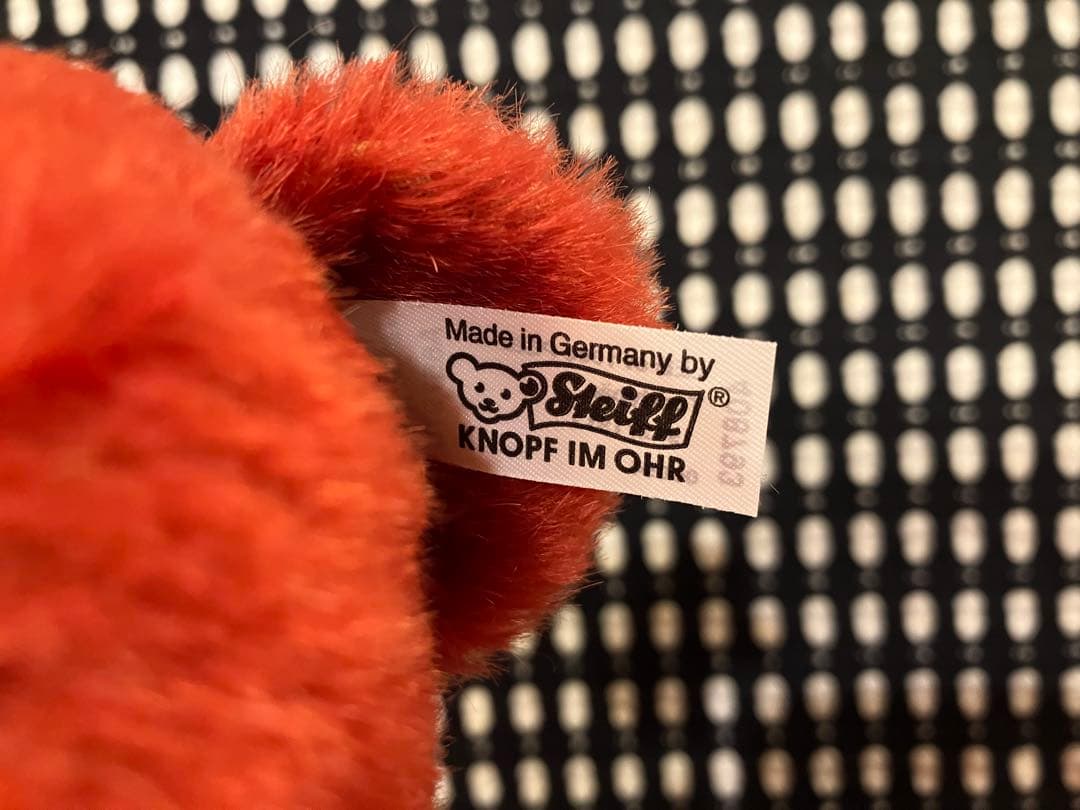 Made in Germany by
Steiff®
KNOPF IM OHR